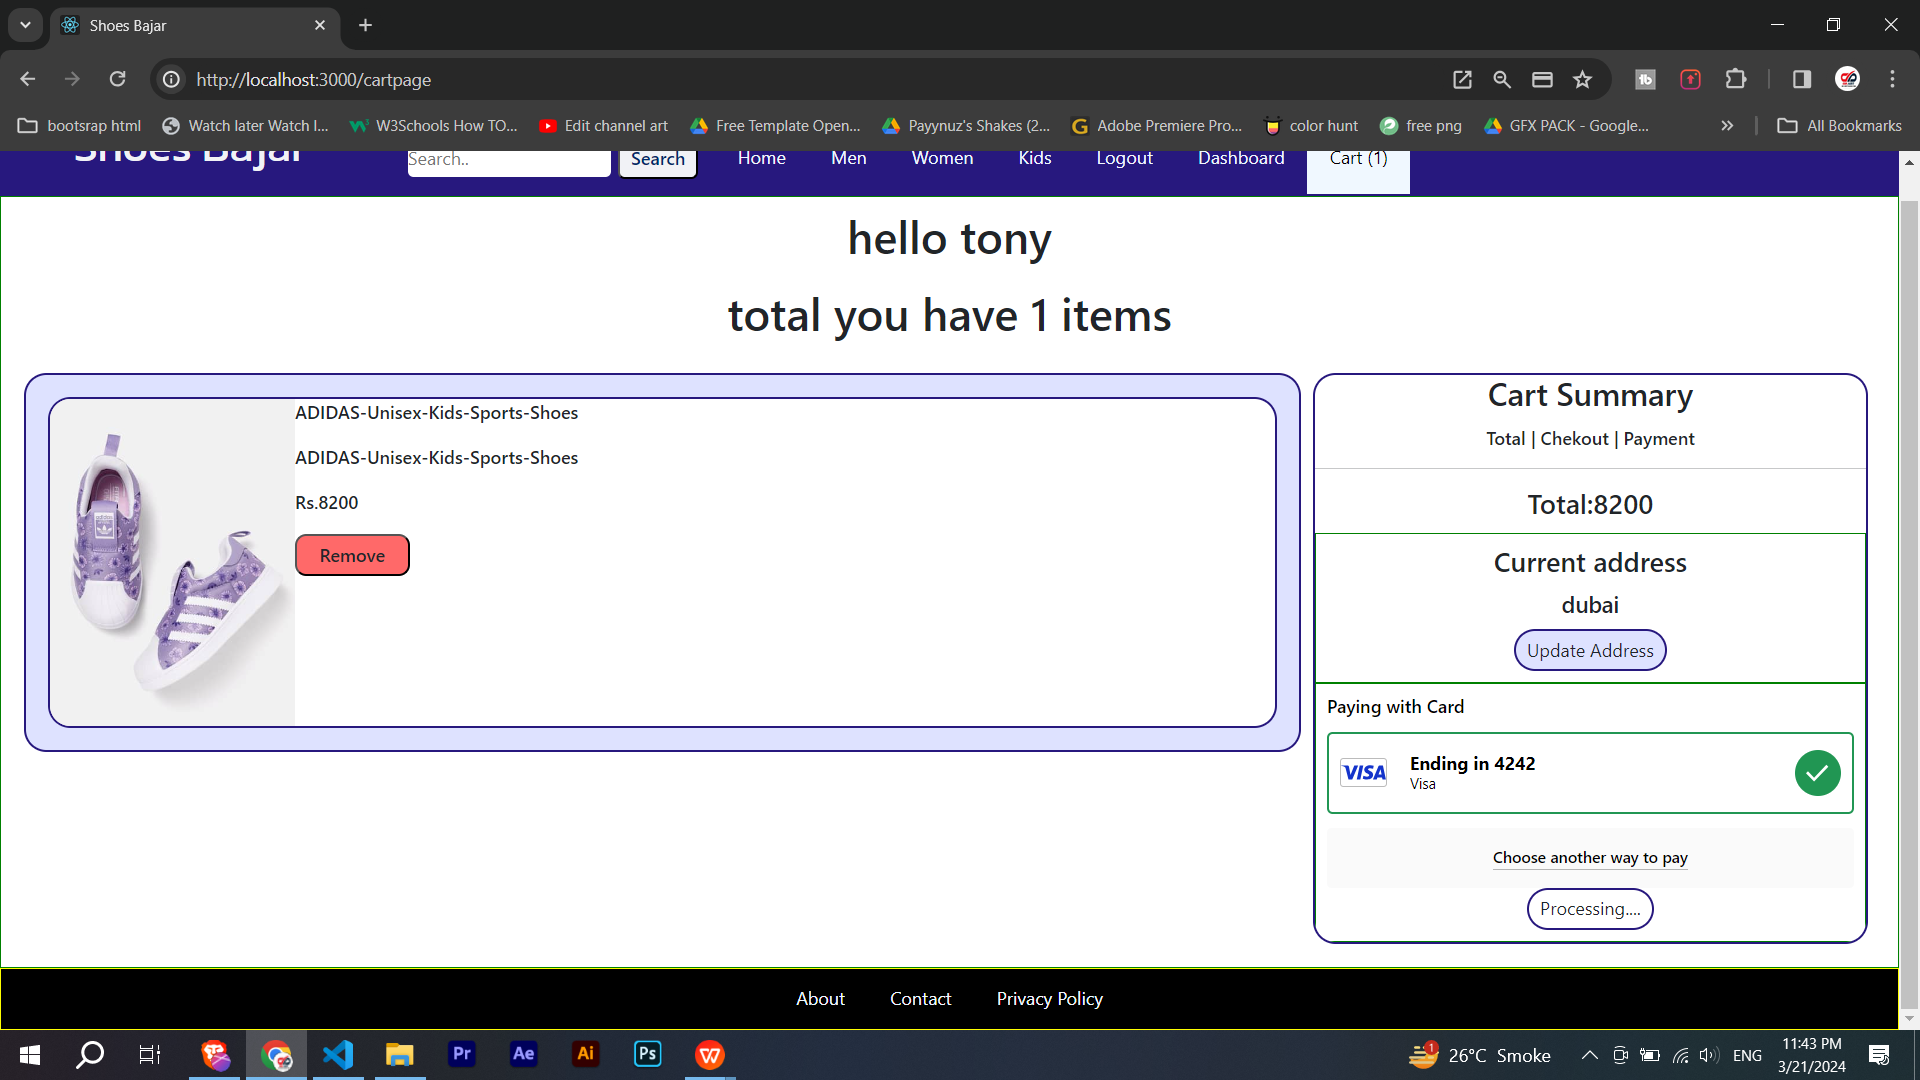 Shoes Bajar
http://localhost:3000/cartpage
bootsrap html
Watch later Watch l...
W3Schools How TO...
Edit channel art
Free Template Open...
Payynuz's Shakes (2...
Adobe Premiere Pro...
color hunt
free png
GFX PACK - Google...
All Bookmarks
Shoes Bajar
Search..
Search
Home
Men
Women
Kids
Logout
Dashboard
Cart (1)
hello tony
total you have 1 items
ADIDAS-Unisex-Kids-Sports-Shoes
ADIDAS-Unisex-Kids-Sports-Shoes
Rs.8200
Remove
Cart Summary
Total | Chekout | Payment
Total:8200
Current address
dubai
Update Address
Paying with Card
VISA
Ending in 4242
Visa
Choose another way to pay
Processing....
About
Contact
Privacy Policy
Pr
Ae
Ai
Ps
1
26°C Smoke
ENG
11:43 PM
3/21/2024